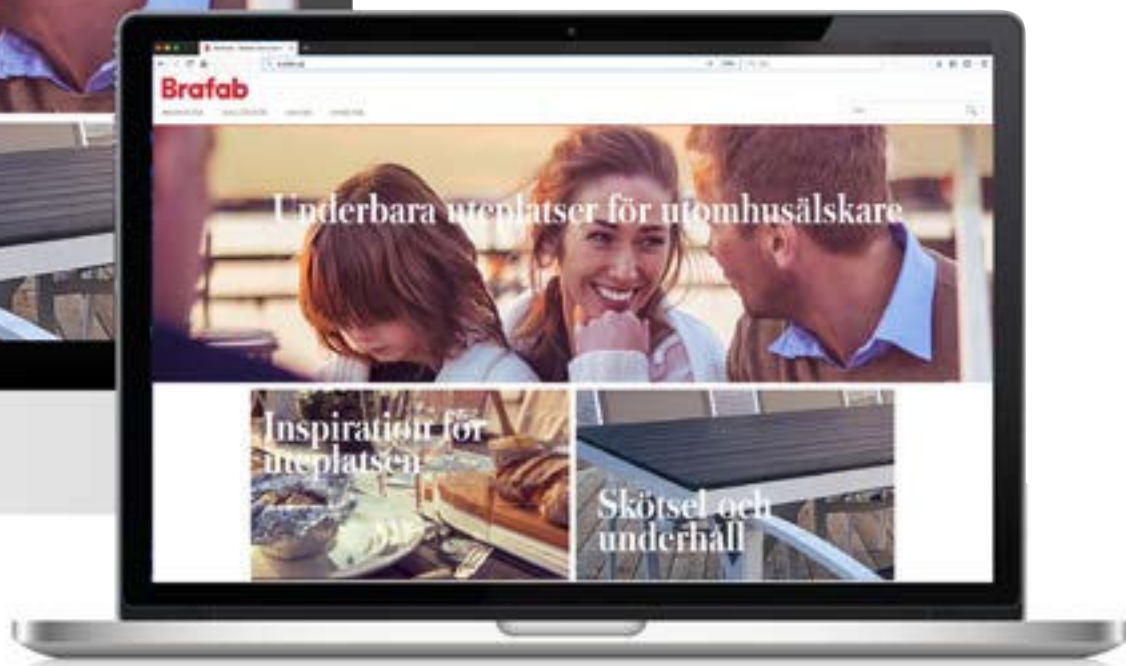 Brafab
Underbara uteplatser för utomhusälskare
Inspiration för
uteplatsen
Skötsel och
underhåll